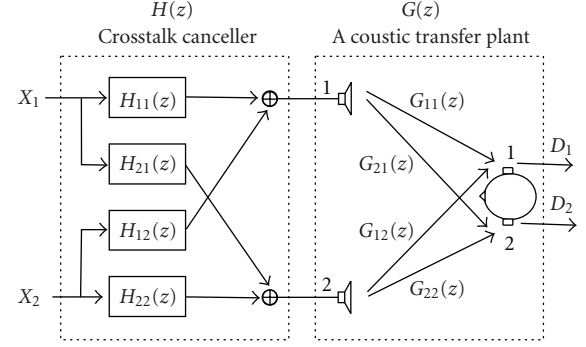 H(z)
Crosstalk canceller
G(z)
A coustic transfer plant
X1
H11(z)
H21(z)
H12(z)
X2
H22(z)
1
2
G11(z)
G21(z)
G12(z)
G22(z)
1
2
D1
D2